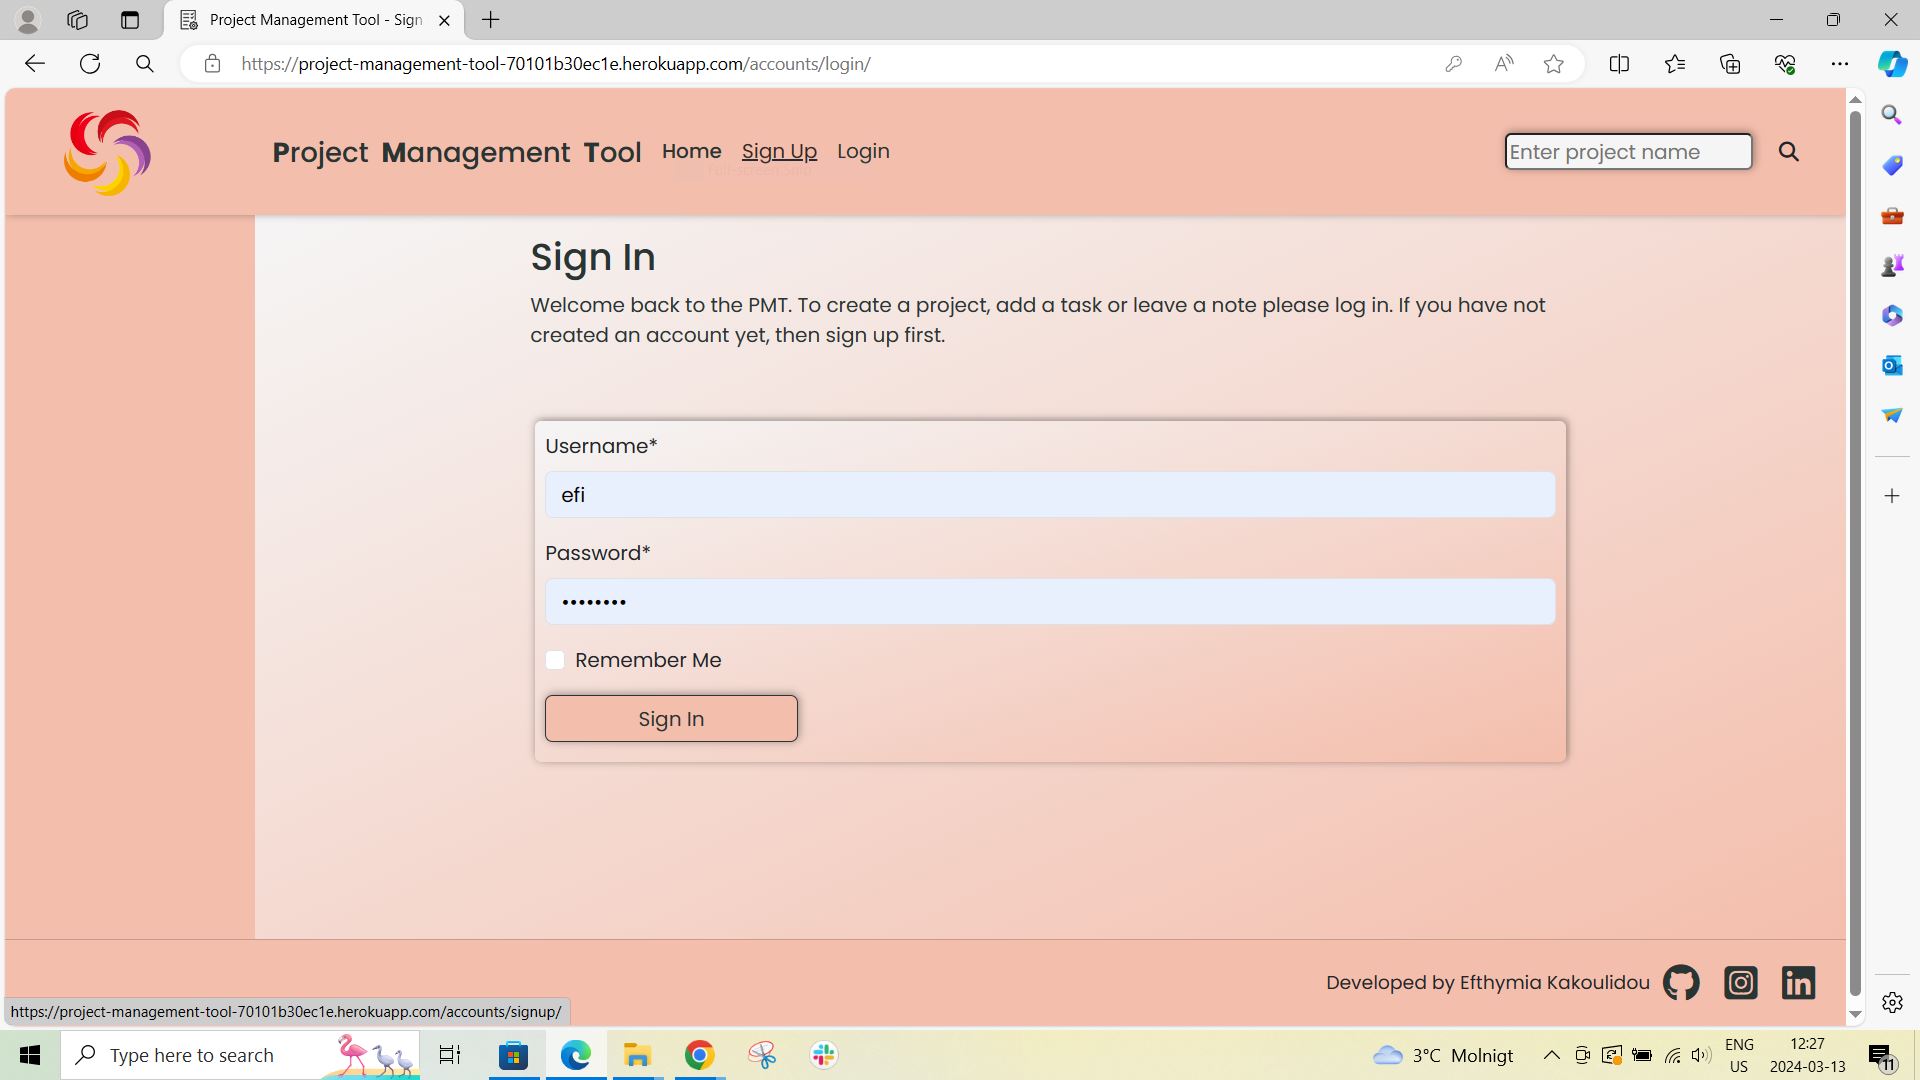 Project Management Tool - Sign
https://project-management-tool-70101b30ec1e.herokuapp.com/accounts/login/
Project Management Tool Home Sign Up Login
Enter project name
Sign In
Welcome back to the PMT. To create a project, add a task or leave a note please log in. If you have not
created an account yet, then sign up first.
Username*
efi
Password*
••••••••
Remember Me
Sign In
Developed by Efthymia Kakoulidou
https://project-management-tool-70101b30ec1e.herokuapp.com/accounts/signup/
Type here to search
3°C Molnigt
ENG
US
12:27
2024-03-13
11